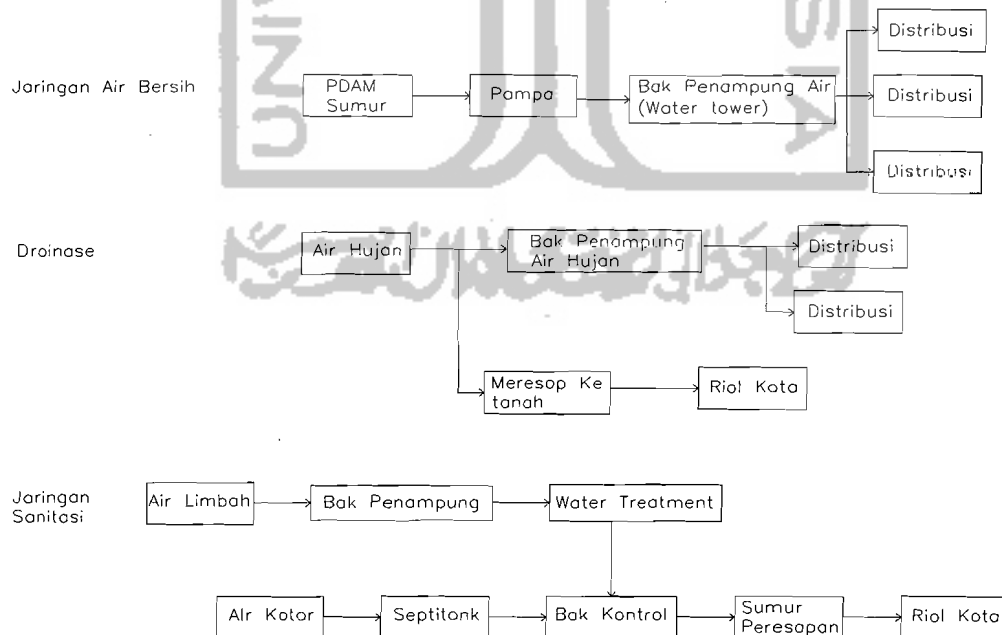 Distribusi
Jaringan Air Bersih
PDAM
Sumur
Pompa
Bak Penampung Air
(Water tower)
Distribusi
Distribusi
Drainase
Air Hujan
Bak Penampung
Air Hujan
Distribusi
Distribusi
Meresap Ke
tanah
Riol Kota
Jaringan
Sanitasi
Air Limbah
Bak Penampung
Water Treatment
Air Kotor
Septitank
Bak Kontrol
Sumur
Peresapan
Riol Kota